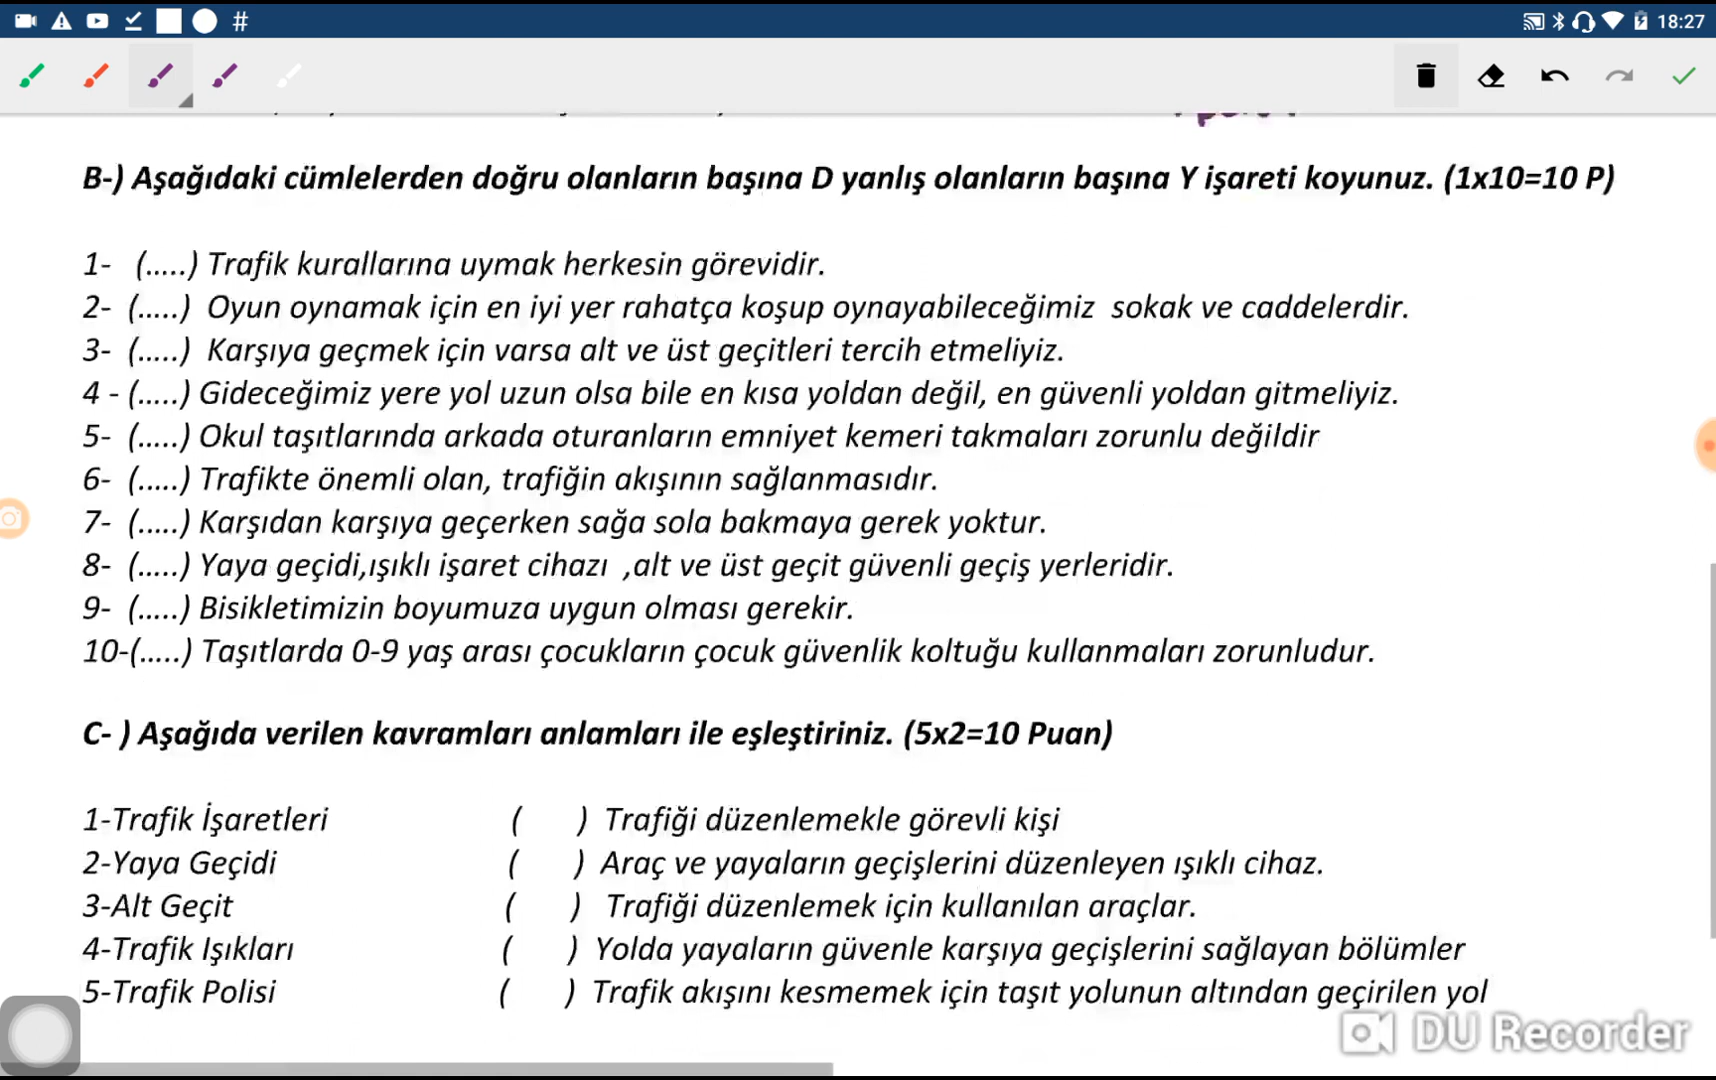 # 18:27
B-) Aşağıdaki cümlelerden doğru olanların başına D yanlış olanların başına Y işareti koyunuz. (1x10=10 P)
1- (.....) Trafik kurallarına uymak herkesin görevidir.
2- (.....) Oyun oynamak için en iyi yer rahatça koşup oynayabileceğimiz sokak ve caddelerdir.
3- (.....) Karşıya geçmek için varsa alt ve üst geçitleri tercih etmeliyiz.
4 - (.....) Gideceğimiz yere yol uzun olsa bile en kısa yoldan değil, en güvenli yoldan gitmeliyiz.
5- (.....) Okul taşıtlarında arkada oturanların emniyet kemeri takmaları zorunlu değildir
6- (.....) Trafikte önemli olan, trafiğin akışının sağlanmasıdır.
7- (.....) Karşıdan karşıya geçerken sağa sola bakmaya gerek yoktur.
8- (.....) Yaya geçidi,ışıklı işaret cihazı ,alt ve üst geçit güvenli geçiş yerleridir.
9- (.....) Bisikletimizin boyumuza uygun olması gerekir.
10-(.....) Taşıtlarda 0-9 yaş arası çocukların çocuk güvenlik koltuğu kullanmaları zorunludur.
C- ) Aşağıda verilen kavramları anlamları ile eşleştiriniz. (5x2=10 Puan)
1-Trafik İşaretleri ( ) Trafiği düzenlemekle görevli kişi
2-Yaya Geçidi ( ) Araç ve yayaların geçişlerini düzenleyen ışıklı cihaz.
3-Alt Geçit ( ) Trafiği düzenlemek için kullanılan araçlar.
4-Trafik Işıkları ( ) Yolda yayaların güvenle karşıya geçişlerini sağlayan bölümler
5-Trafik Polisi ( ) Trafik akışını kesmemek için taşıt yolunun altından geçirilen yol
DU Recorder